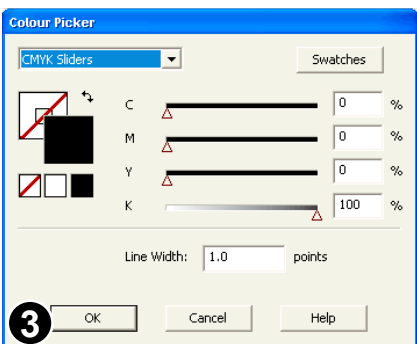 Colour Picker
CMYK Sliders Swatches
C 0 %
M 0 %
Y 0 %
K 100 %
Line Width: 1.0 points
3 OK Cancel Help